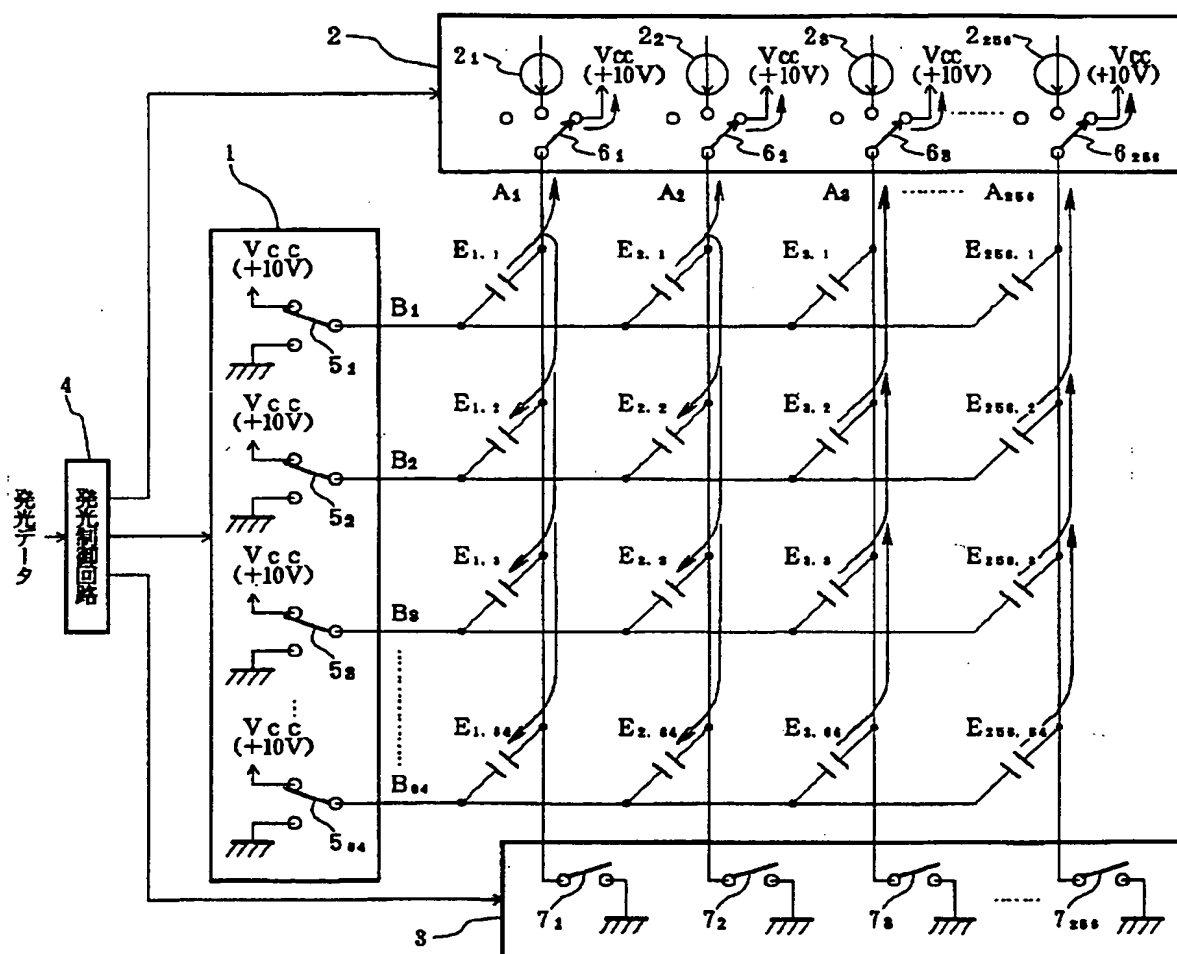 2
2₁ Vcc (+10V) 2₂ Vcc (+10V) 2₃ Vcc (+10V) 2₂₅₆ Vcc (+10V)
6₁ 6₂ 6₃ 6₂₅₆
A₁ A₂ A₃ A₂₅₆
1
Vcc
(+10V)
5₁
B₁
E₁.₁ E₂.₁ E₃.₁ E₂₅₆.₁
Vcc
(+10V)
5₂
B₂
E₁.₂ E₂.₂ E₃.₂ E₂₅₆.₂
4
発光データ
発光制御回路
Vcc
(+10V)
5₃
B₃
E₁.₃ E₂.₃ E₃.₃ E₂₅₆.₃
Vcc
(+10V)
5₆₄
B₆₄
E₁.₆₄ E₂.₆₄ E₃.₆₄ E₂₅₆.₆₄
3
7₁ 7₂ 7₃ 7₂₅₆